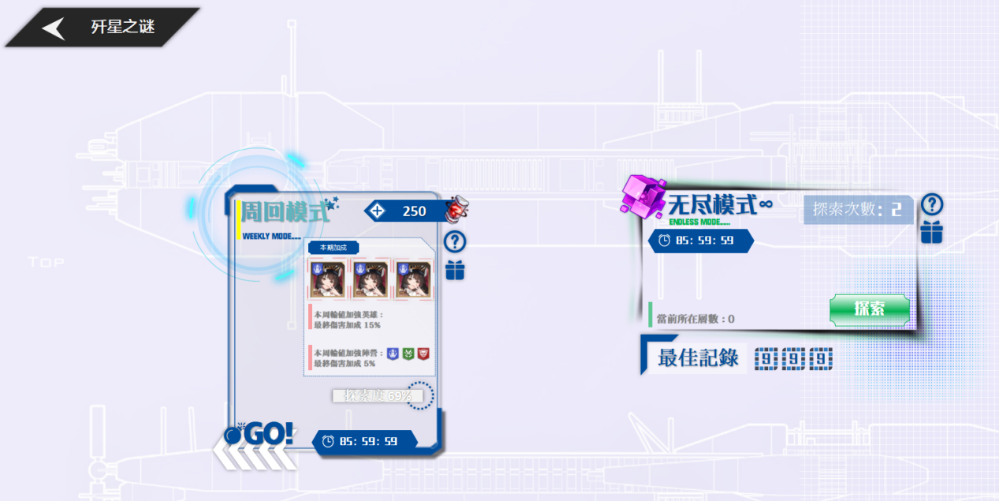 歼星之谜
TOP
周回模式
WEEKLY MODE....
250
?
本期加成
本周輪值加強英雄：
最終傷害加成 15%
本周輪值加強陣營：
最終傷害加成 5%
探索度 69%
GO!
85: 59: 59
无尽模式∞
ENDLESS MODE....
探索次數: 2
?
85: 59: 59
當前所在層數：0
探索
最佳記錄 999